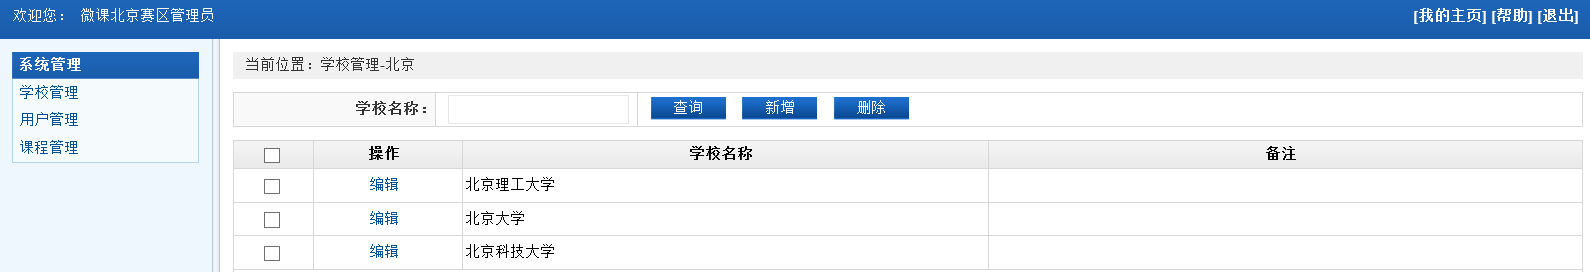 欢迎您： 微课北京赛区管理员
[我的主页] [帮助] [退出]
系统管理
学校管理
用户管理
课程管理
当前位置：学校管理-北京
学校名称： 查询 新增 删除
操作 学校名称 备注
编辑 北京理工大学
编辑 北京大学
编辑 北京科技大学